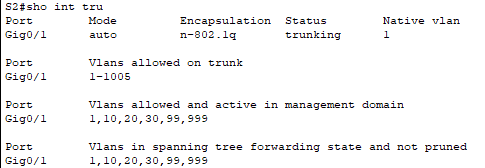 S2#sho int tru
Port Mode Encapsulation Status Native vlan
Gig0/1 auto n-802.1q trunking 1
Port Vlans allowed on trunk
Gig0/1 1-1005
Port Vlans allowed and active in management domain
Gig0/1 1,10,20,30,99,999
Port Vlans in spanning tree forwarding state and not pruned
Gig0/1 1,10,20,30,99,999